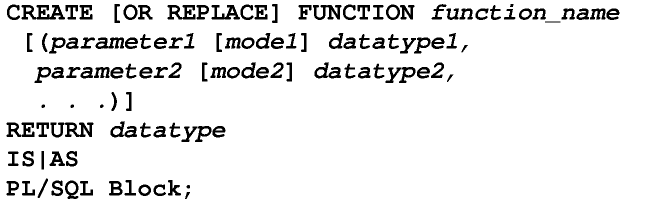 CREATE [OR REPLACE] FUNCTION function_name
[(parameter1 [mode1] datatype1,
parameter2 [mode2] datatype2,
. . .)]
RETURN datatype
IS|AS
PL/SQL Block;